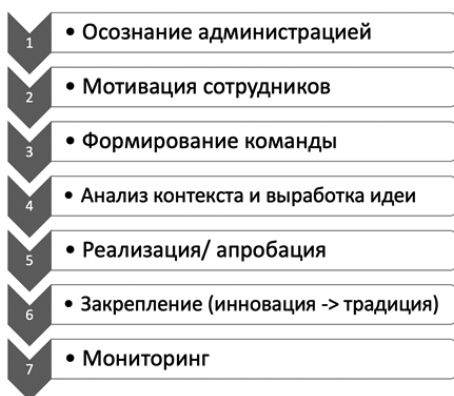 1 • Осознание администрацией
2 • Мотивация сотрудников
3 • Формирование команды
4 • Анализ контекста и выработка идеи
5 • Реализация/ апробация
6 • Закрепление (инновация -> традиция)
7 • Мониторинг